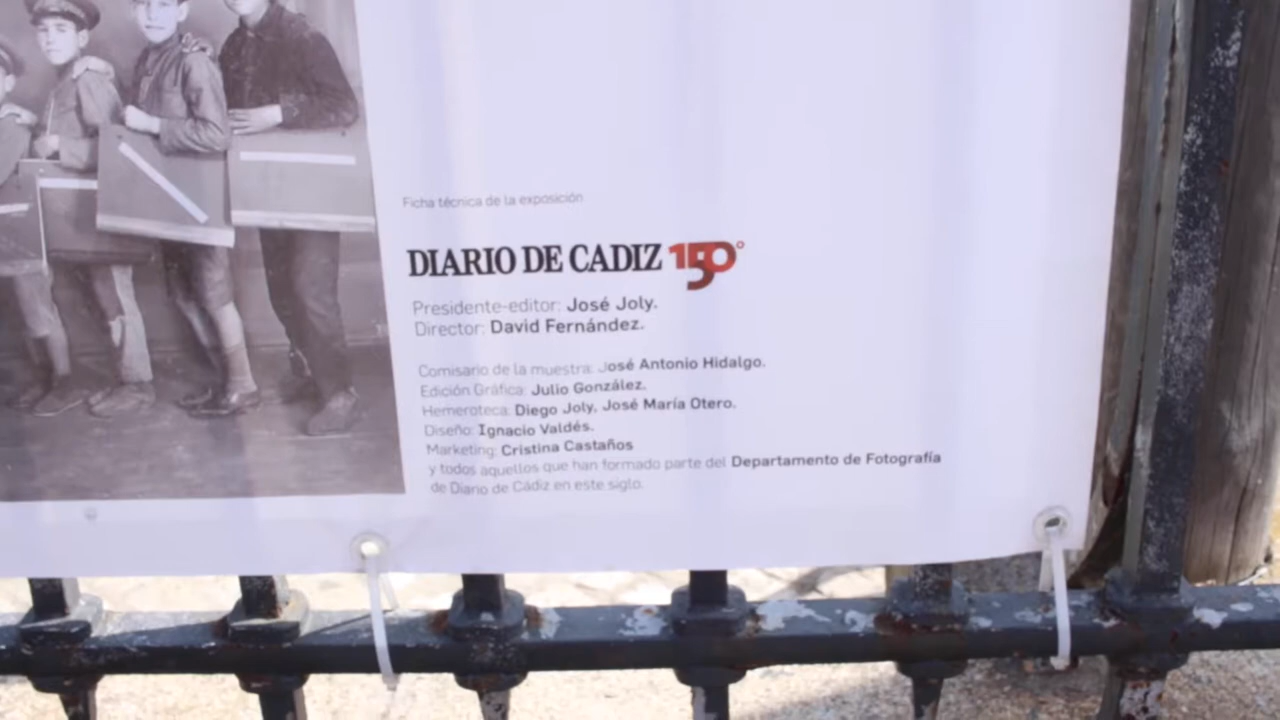 Ficha técnica de la exposición
DIARIO DE CADIZ 150º
Presidente-editor: José Joly.
Director: David Fernández.
Comisario de la muestra: José Antonio Hidalgo.
Edición Gráfica: Julio González.
Hemeroteca: Diego Joly, José María Otero.
Diseño: Ignacio Valdés.
Marketing: Cristina Castaños
y todos aquellos que han formado parte del Departamento de Fotografía
de Diario de Cádiz en este siglo.